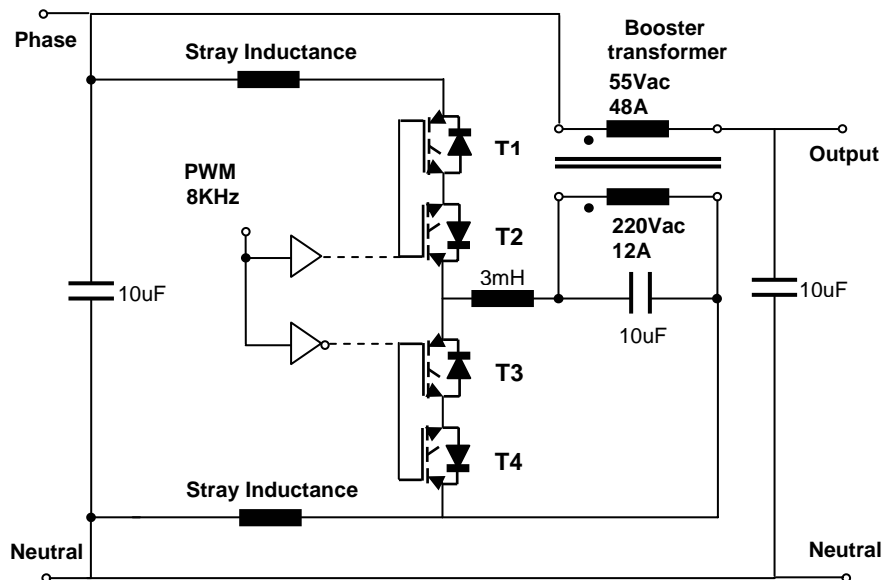 Phase
Stray Inductance
Booster
transformer
55Vac
48A
Output
T1
PWM
8KHz
T2
220Vac
12A
3mH
10uF
10uF
10uF
T3
T4
Stray Inductance
Neutral
Neutral